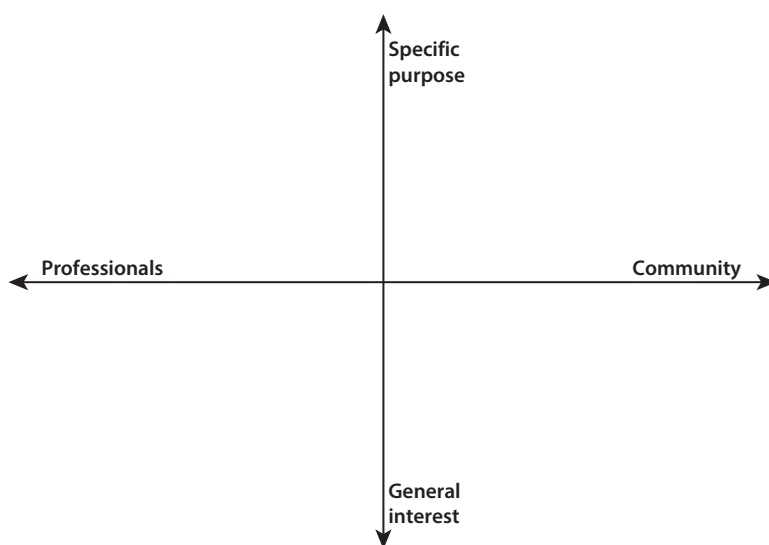 Specific
purpose
Professionals
Community
General
interest